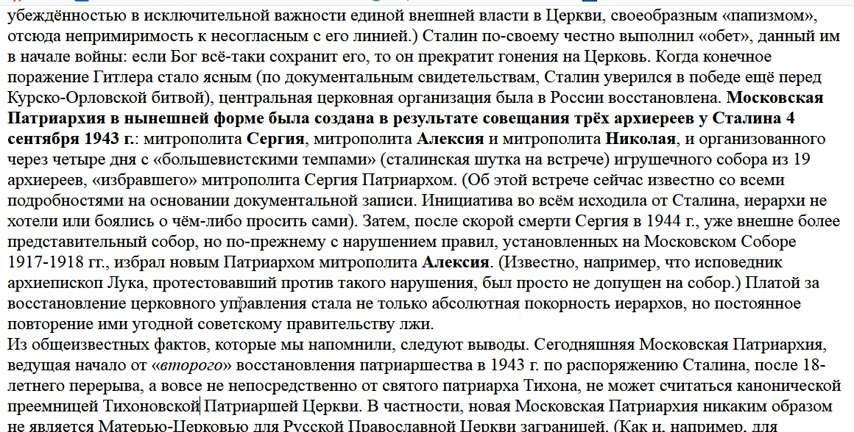 убеждённостью в исключительной важности единой внешней власти в Церкви, своеобразным «папизмом»,
отсюда непримиримость к несогласным с его линией.) Сталин по-своему честно выполнил «обет», данный им
в начале войны: если Бог всё-таки сохранит его, то он прекратит гонения на Церковь. Когда конечное
поражение Гитлера стало ясным (по документальным свидетельствам, Сталин уверился в победе ещё перед
Курско-Орловской битвой), центральная церковная организация была в России восстановлена. Московская
Патриархия в нынешней форме была создана в результате совещания трёх архиереев у Сталина 4
сентября 1943 г.: митрополита Сергия, митрополита Алексия и митрополита Николая, и организованного
через четыре дня с «большевистскими темпами» (сталинская шутка на встрече) игрушечного собора из 19
архиереев, «избравшего» митрополита Сергия Патриархом. (Об этой встрече сейчас известно со всеми
подробностями на основании документальной записи. Инициатива во всём исходила от Сталина, иерархи не
хотели или боялись о чём-либо просить сами). Затем, после скорой смерти Сергия в 1944 г., уже внешне более
представительный собор, но по-прежнему с нарушением правил, установленных на Московском Соборе
1917-1918 гг., избрал новым Патриархом митрополита Алексия. (Известно, например, что исповедник
архиепископ Лука, протестовавший против такого нарушения, был просто не допущен на собор.) Платой за
восстановление церковного управления стала не только абсолютная покорность иерархов, но постоянное
повторение ими угодной советскому правительству лжи.
Из общеизвестных фактов, которые мы напомнили, следуют выводы. Сегодняшняя Московская Патриархия,
ведущая начало от «второго» восстановления патриаршества в 1943 г. по распоряжению Сталина, после 18-
летнего перерыва, а вовсе не непосредственно от святого патриарха Тихона, не может считаться канонической
преемницей Тихоновской Патриаршей Церкви. В частности, новая Московская Патриархия никаким образом
не является Матерью-Церковью для Русской Православной Церкви заграницей. (Как и, например, для